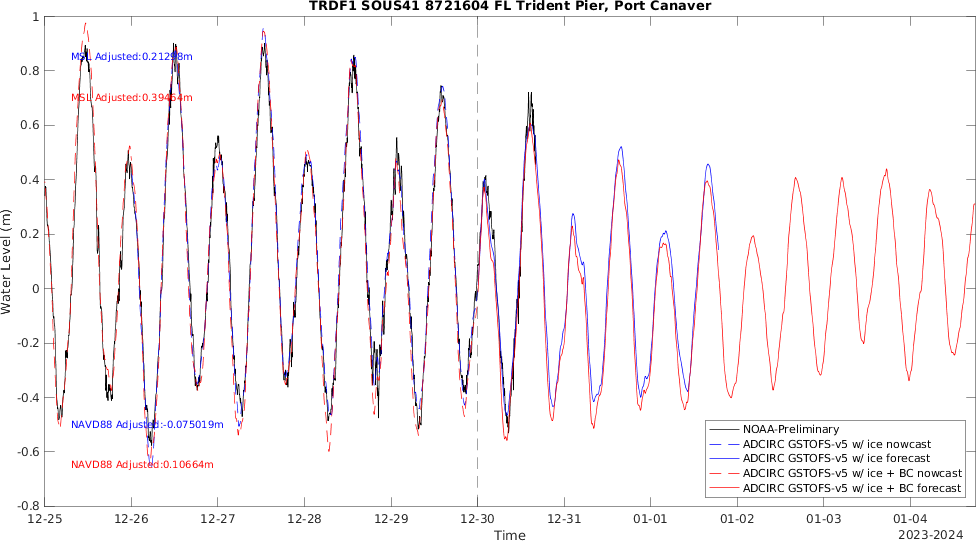 TRDF1 SOUS41 8721604 FL Trident Pier, Port Canaver
Water Level (m)
1
0.8
0.6
0.4
0.2
0
-0.2
-0.4
-0.6
-0.8
MSL Adjusted:0.21298m
MSL Adjusted:0.39454m
NAVD88 Adjusted:-0.075019m
NAVD88 Adjusted:0.10664m
NOAA-Preliminary
ADCIRC GSTOFS-v5 w/ ice nowcast
ADCIRC GSTOFS-v5 w/ ice forecast
ADCIRC GSTOFS-v5 w/ ice + BC nowcast
ADCIRC GSTOFS-v5 w/ ice + BC forecast
12-25 12-26 12-27 12-28 12-29 12-30 12-31 01-01 01-02 01-03 01-04
Time
2023-2024